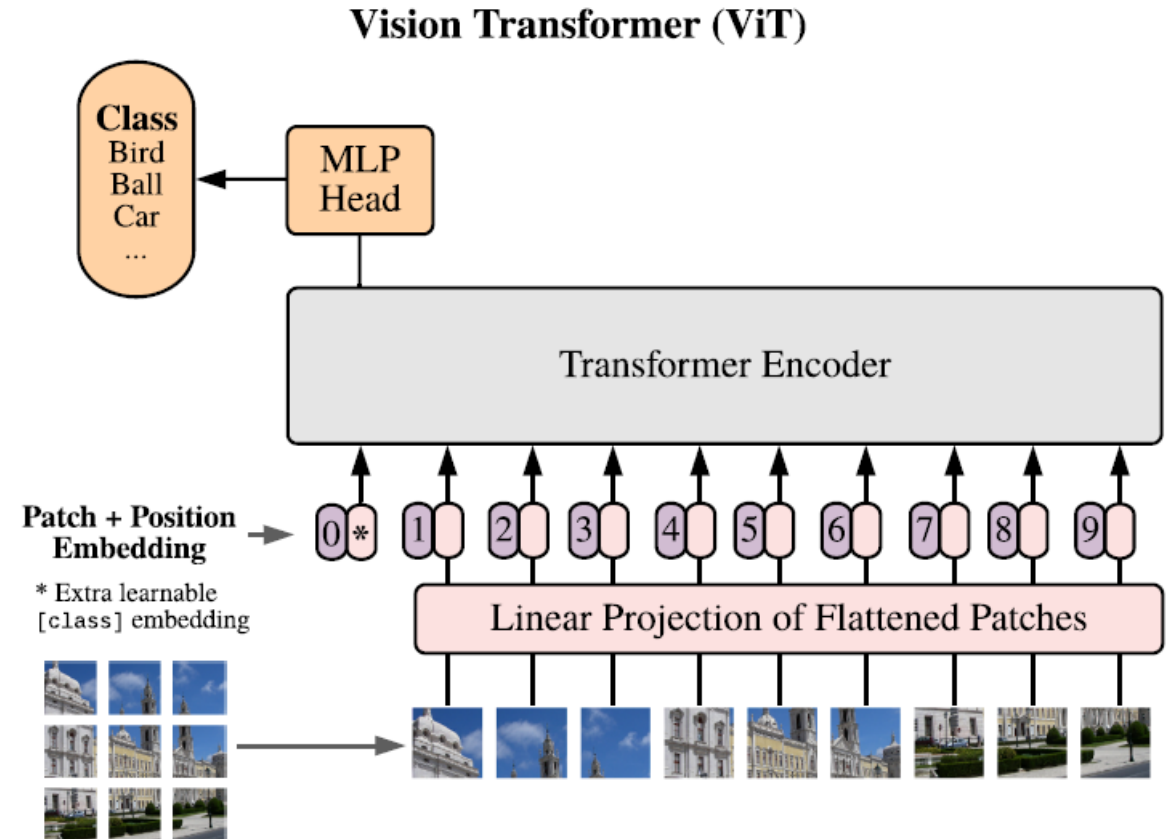 Vision Transformer (ViT)
Class
Bird
Ball
Car
...
MLP
Head
Transformer Encoder
Patch + Position
Embedding
* Extra learnable
[class] embedding
0 * 1 2 3 4 5 6 7 8 9
Linear Projection of Flattened Patches